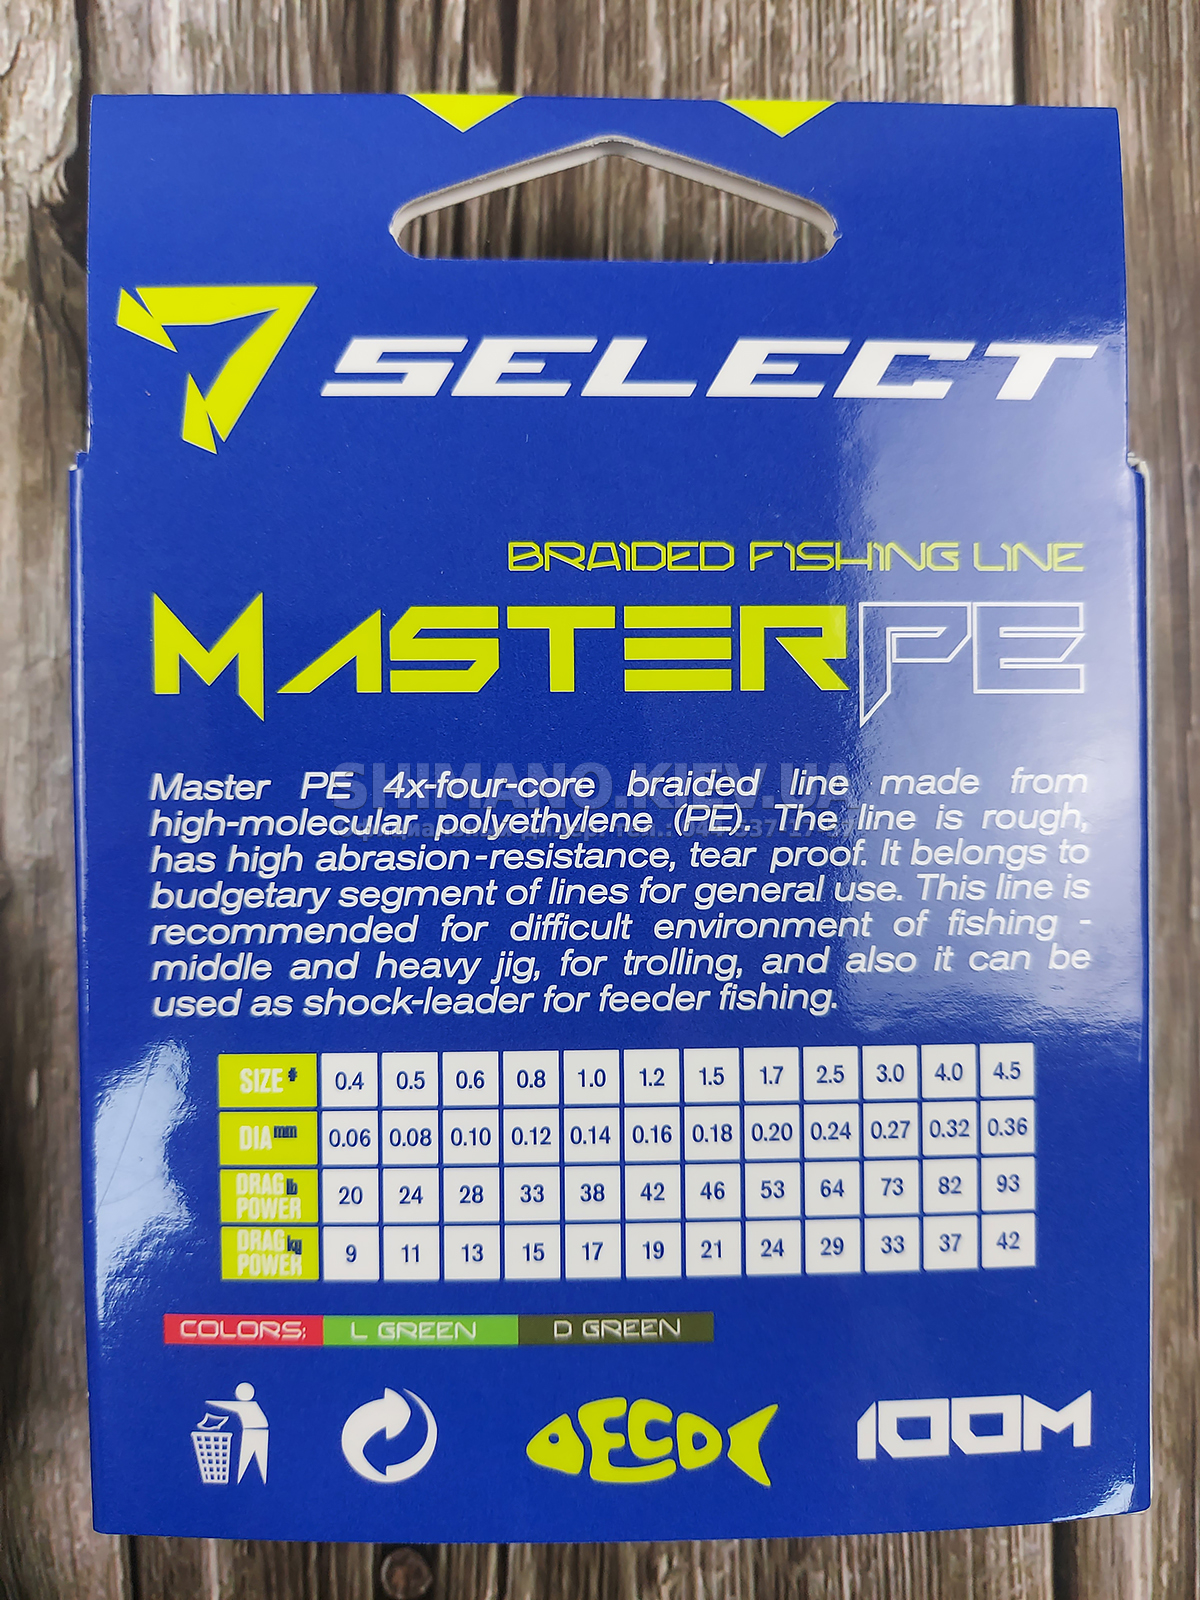 SELECT
BRAIDED FISHING LINE
MASTERPE
Master PE 4x-four-core braided line made from
high-molecular polyethylene (PE). The line is rough,
has high abrasion-resistance, tear proof. It belongs to
budgetary segment of lines for general use. This line is
recommended for difficult environment of fishing -
middle and heavy jig, for trolling, and also it can be
used as shock-leader for feeder fishing.
SHIMANO.KIEV.UA
SIZE # 0.4 0.5 0.6 0.8 1.0 1.2 1.5 1.7 2.5 3.0 4.0 4.5
DIA mm 0.06 0.08 0.10 0.12 0.14 0.16 0.18 0.20 0.24 0.27 0.32 0.36
DRAG POWER lb 20 24 28 33 38 42 46 53 64 73 82 93
DRAG POWER kg 9 11 13 15 17 19 21 24 29 33 37 42
COLORS: L GREEN D GREEN
ECO 100M